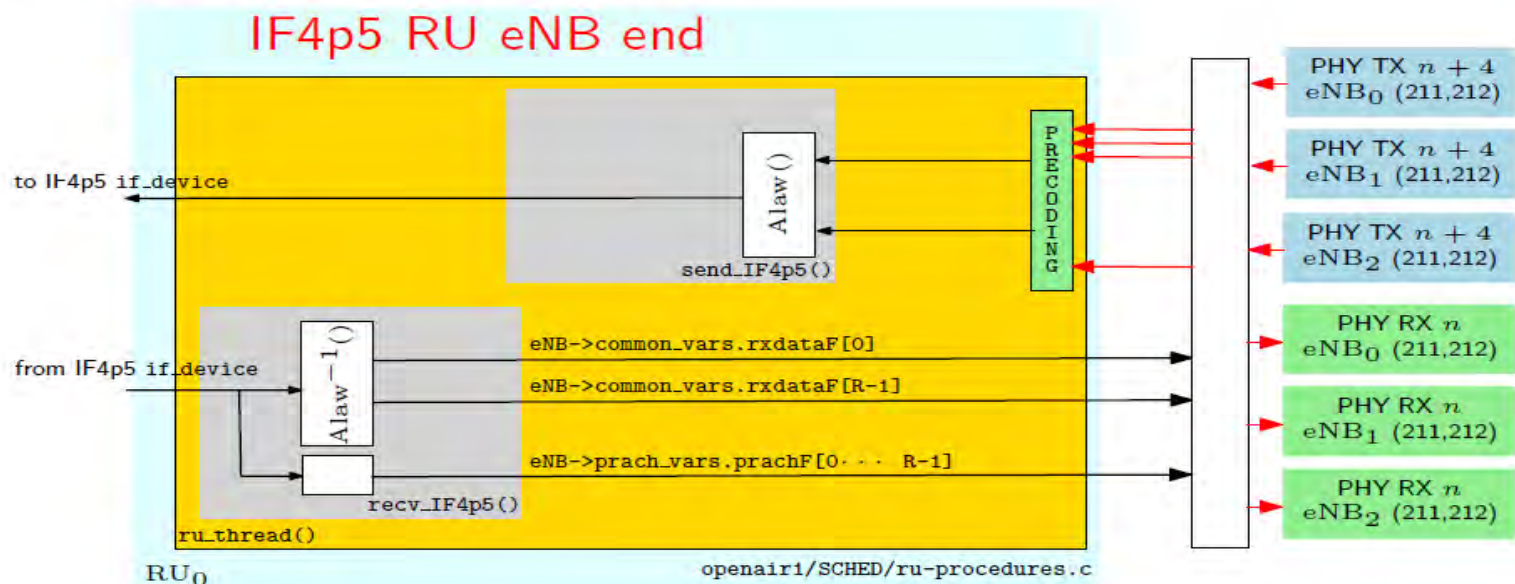 IF4p5 RU eNB end
PHY TX n + 4
eNB₀ (211,212)
PHY TX n + 4
eNB₁ (211,212)
PHY TX n + 4
eNB₂ (211,212)
PRECODING
Alaw()
send_IF4p5()
to IF4p5 if_device
from IF4p5 if_device
Alaw⁻¹()
eNB->common_vars.rxdataF[0]
eNB->common_vars.rxdataF[R-1]
eNB->prach_vars.prachF[0··· R-1]
recv_IF4p5()
PHY RX n
eNB₀ (211,212)
PHY RX n
eNB₁ (211,212)
PHY RX n
eNB₂ (211,212)
ru_thread()
RU₀
openair1/SCHED/ru-procedures.c